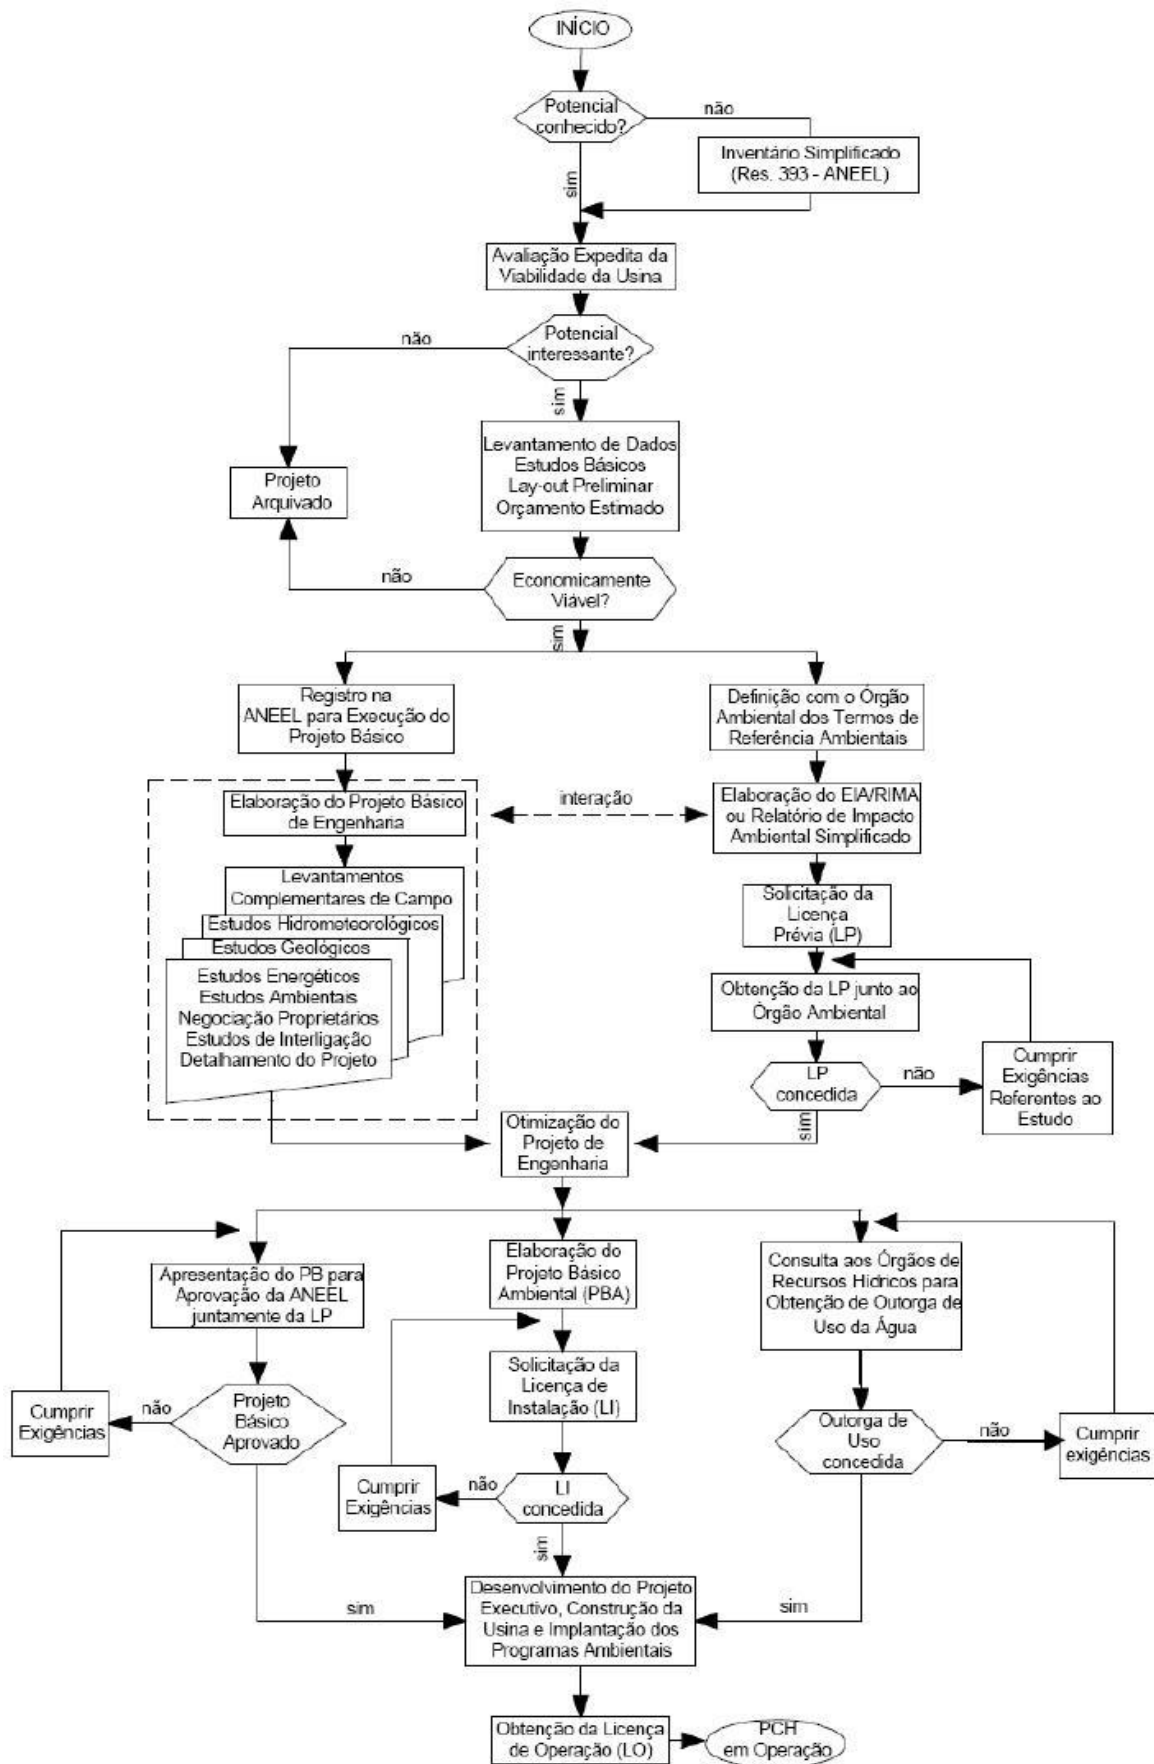 INÍCIO
Potencial
conhecido?
não
sim
Inventário Simplificado
(Res. 393 - ANEEL)
Avaliação Expedita da
Viabilidade da Usina
Potencial
interessante?
não
sim
Levantamento de Dados
Estudos Básicos
Lay-out Preliminar
Orçamento Estimado
Projeto
Arquivado
Economicamente
Viável?
não
sim
Registro na
ANEEL para Execução do
Projeto Básico
Definição com o Órgão
Ambiental dos Termos de
Referência Ambientais
Elaboração do Projeto Básico
de Engenharia
interação
Elaboração do EIA/RIMA
ou Relatório de Impacto
Ambiental Simplificado
Levantamentos
Complementares de Campo
Estudos Hidrometeorológicos
Estudos Geológicos
Estudos Energéticos
Estudos Ambientais
Negociação Proprietários
Estudos de Interligação
Detalhamento do Projeto
Solicitação da
Licença
Prévia (LP)
Obtenção da LP junto ao
Órgão Ambiental
LP
concedida
não
sim
Cumprir
Exigências
Referentes ao
Estudo
Otimização do
Projeto de
Engenharia
Apresentação do PB para
Aprovação da ANEEL
juntamente da LP
Elaboração do
Projeto Básico
Ambiental (PBA)
Consulta aos Órgãos de
Recursos Hídricos para
Obtenção de Outorga de
Uso da Água
Solicitação da
Licença de
Instalação (LI)
Projeto
Básico
Aprovado
não
Cumprir
Exigências
Outorga de
Uso
concedida
não
Cumprir
exigências
LI
concedida
não
Cumprir
Exigências
sim
sim
sim
Desenvolvimento do Projeto
Executivo, Construção da
Usina e Implantação dos
Programas Ambientais
Obtenção da Licença
de Operação (LO)
PCH
em Operação